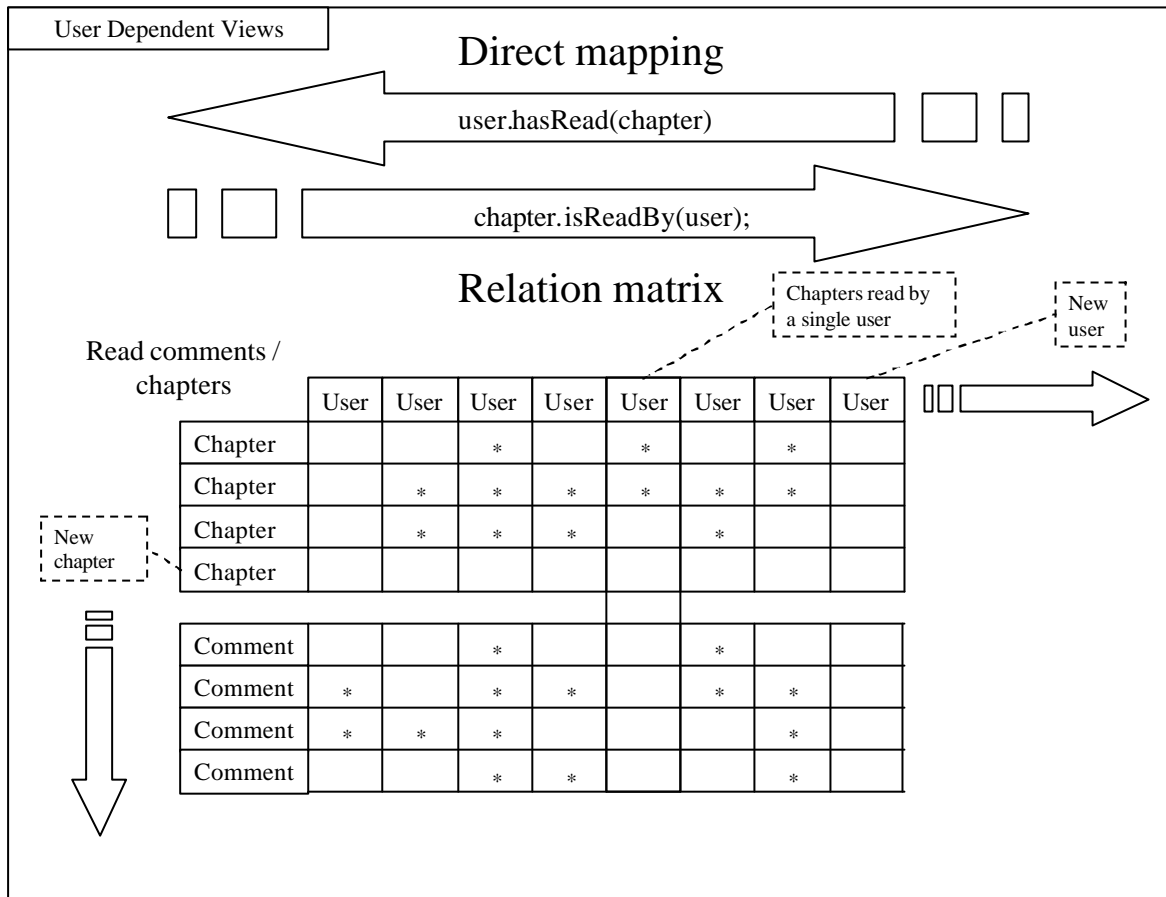 User Dependent Views
Direct mapping
user.hasRead(chapter)
chapter.isReadBy(user);
Relation matrix
Chapters read by
a single user
New
user
Read comments /
chapters
User User User User User User User User
Chapter * * *
Chapter * * * * * *
Chapter * * * *
New
chapter
Chapter
Comment * *
Comment * * * * *
Comment * * * *
Comment * * *